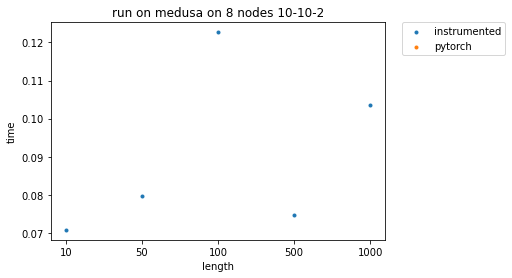 run on medusa on 8 nodes 10-10-2
instrumented
pytorch
0.12
0.11
0.10
0.09
0.08
0.07
time
10 50 100 500 1000
length